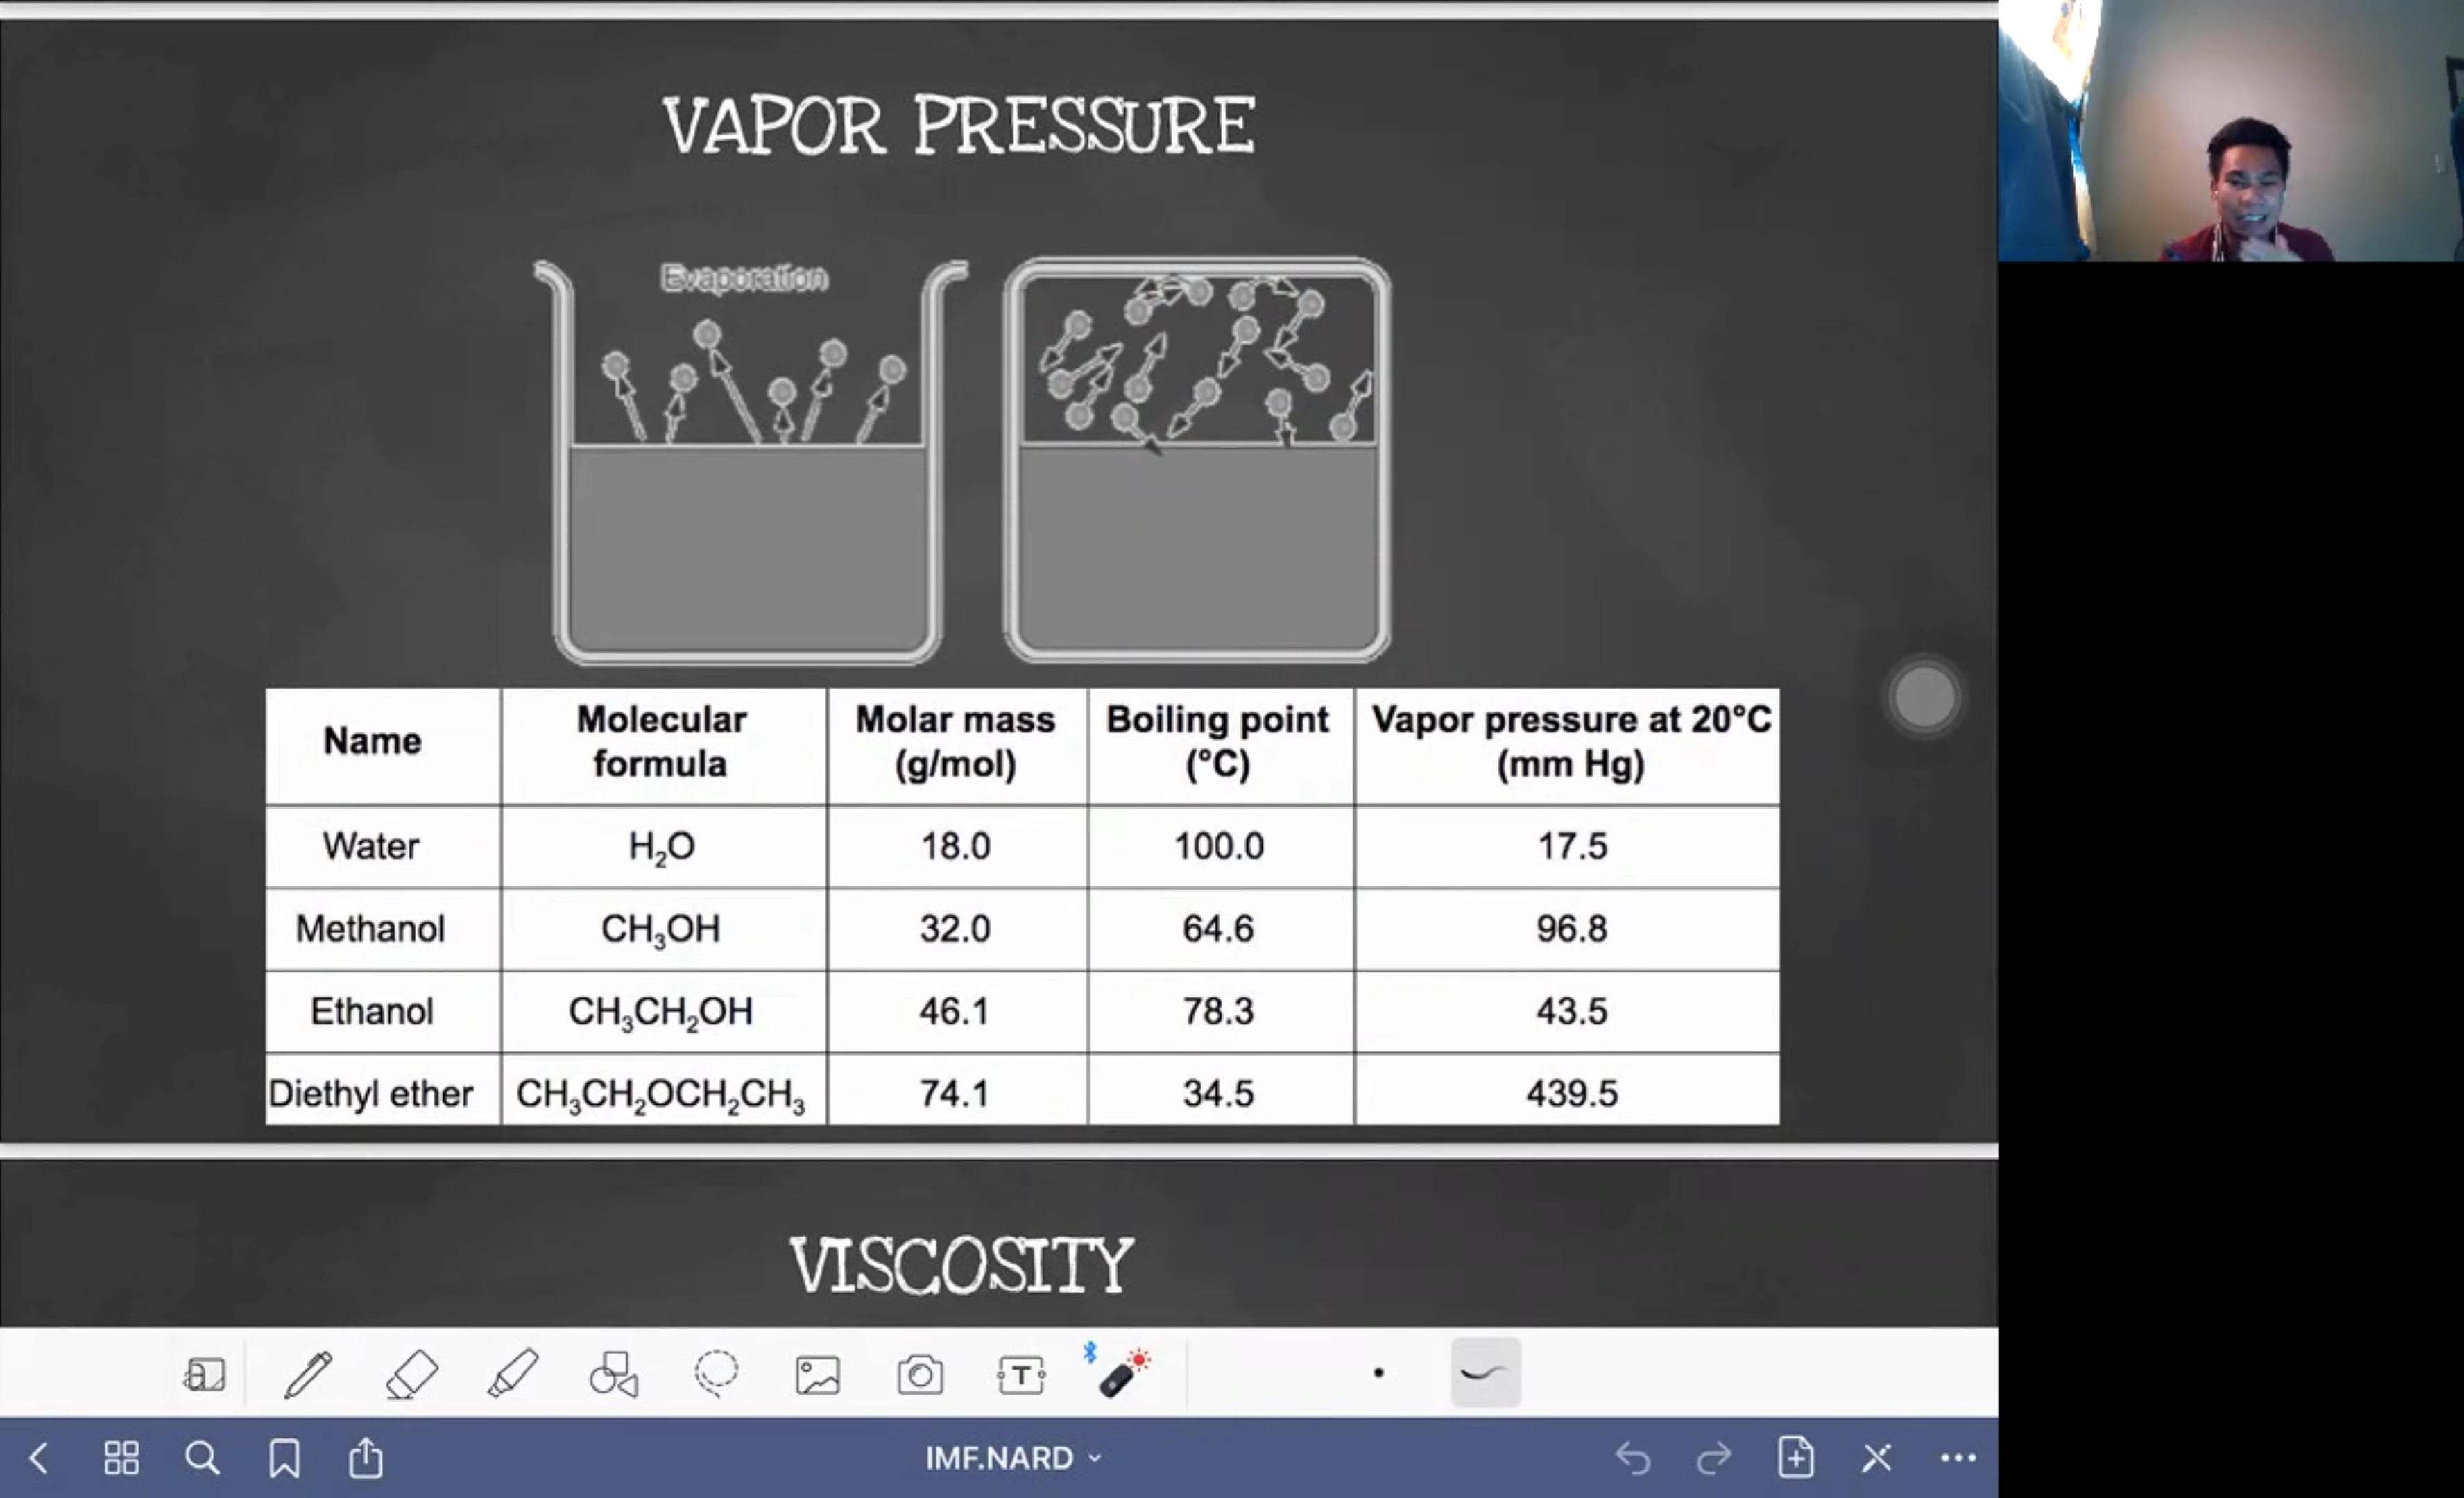 VAPOR PRESSURE
Evaporation
Name Molecular formula Molar mass (g/mol) Boiling point (°C) Vapor pressure at 20°C (mm Hg)
Water H₂O 18.0 100.0 17.5
Methanol CH₃OH 32.0 64.6 96.8
Ethanol CH₃CH₂OH 46.1 78.3 43.5
Diethyl ether CH₃CH₂OCH₂CH₃ 74.1 34.5 439.5
VISCOSITY
T
IMF.NARD